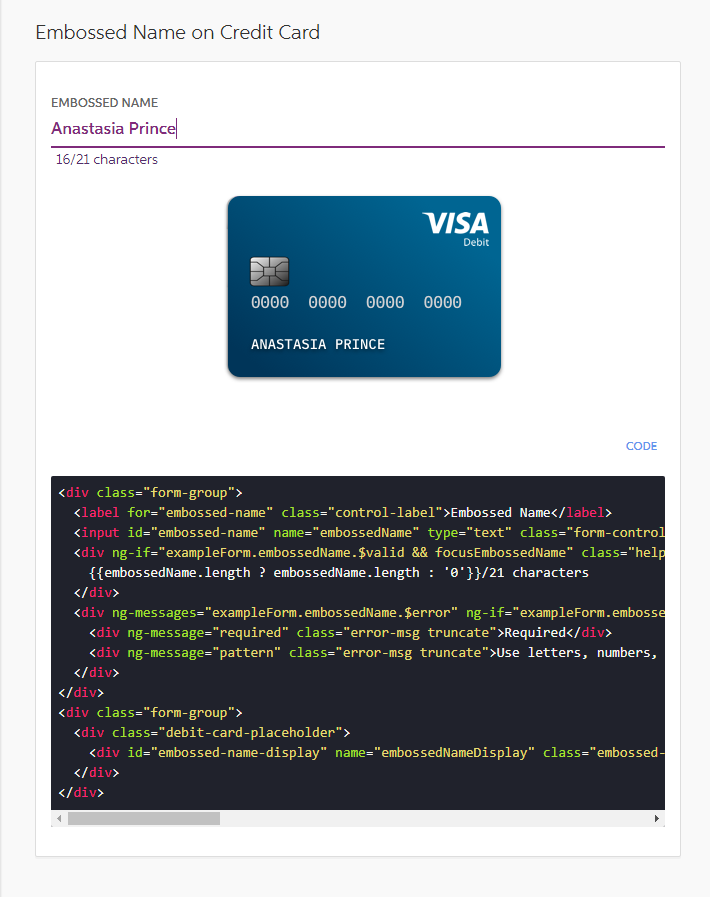 Embossed Name on Credit Card
EMBOSSED NAME
Anastasia Prince
16/21 characters
VISA
Debit
0000 0000 0000 0000
ANASTASIA PRINCE
CODE
<div class="form-group">
  <label for="embossed-name" class="control-label">Embossed Name</label>
  <input id="embossed-name" name="embossedName" type="text" class="form-control
  <div ng-if="exampleForm.embossedName.$valid && focusEmbossedName" class="help
    {{embossedName.length ? embossedName.length : '0'}}/21 characters
  </div>
  <div ng-messages="exampleForm.embossedName.$error" ng-if="exampleForm.embosse
    <div ng-message="required" class="error-msg truncate">Required</div>
    <div ng-message="pattern" class="error-msg truncate">Use letters, numbers,
  </div>
</div>
<div class="form-group">
  <div class="debit-card-placeholder">
    <div id="embossed-name-display" name="embossedNameDisplay" class="embossed-
  </div>
</div>